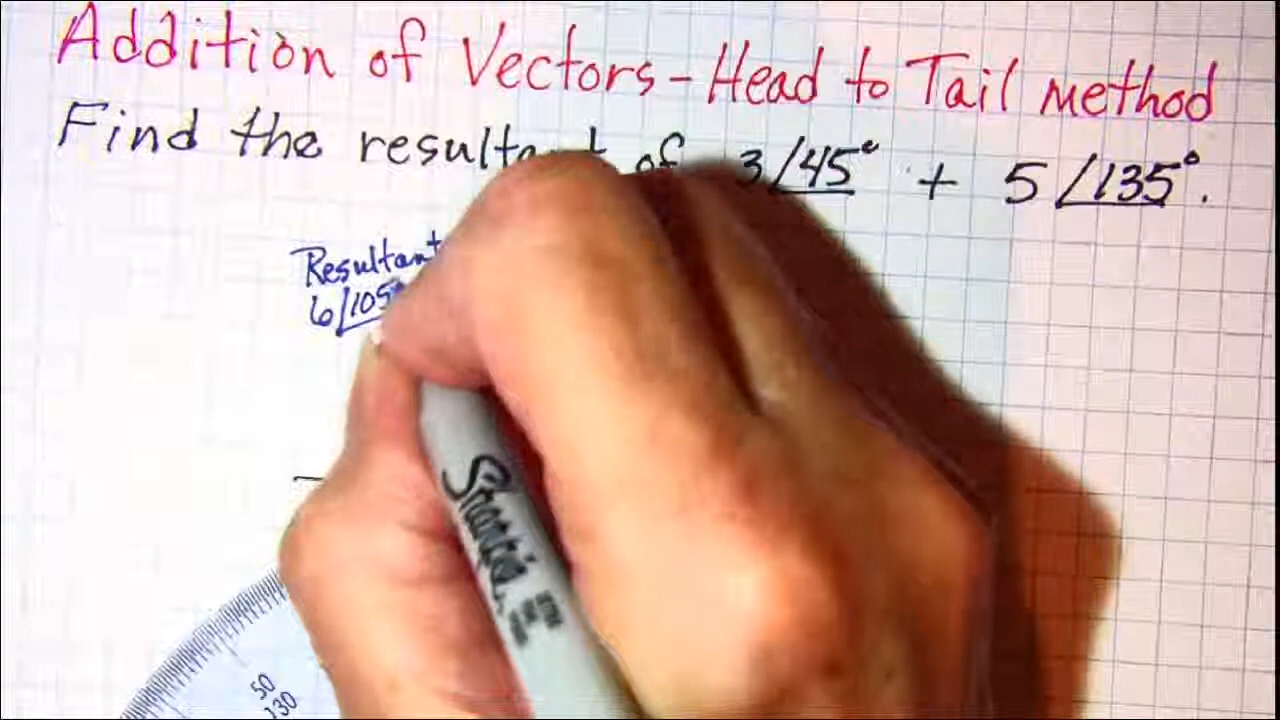 Addition of Vectors - Head to Tail method
Find the resultant of 3/45° + 5/135°.
Resultant
6/105°
Sharpie
50
130